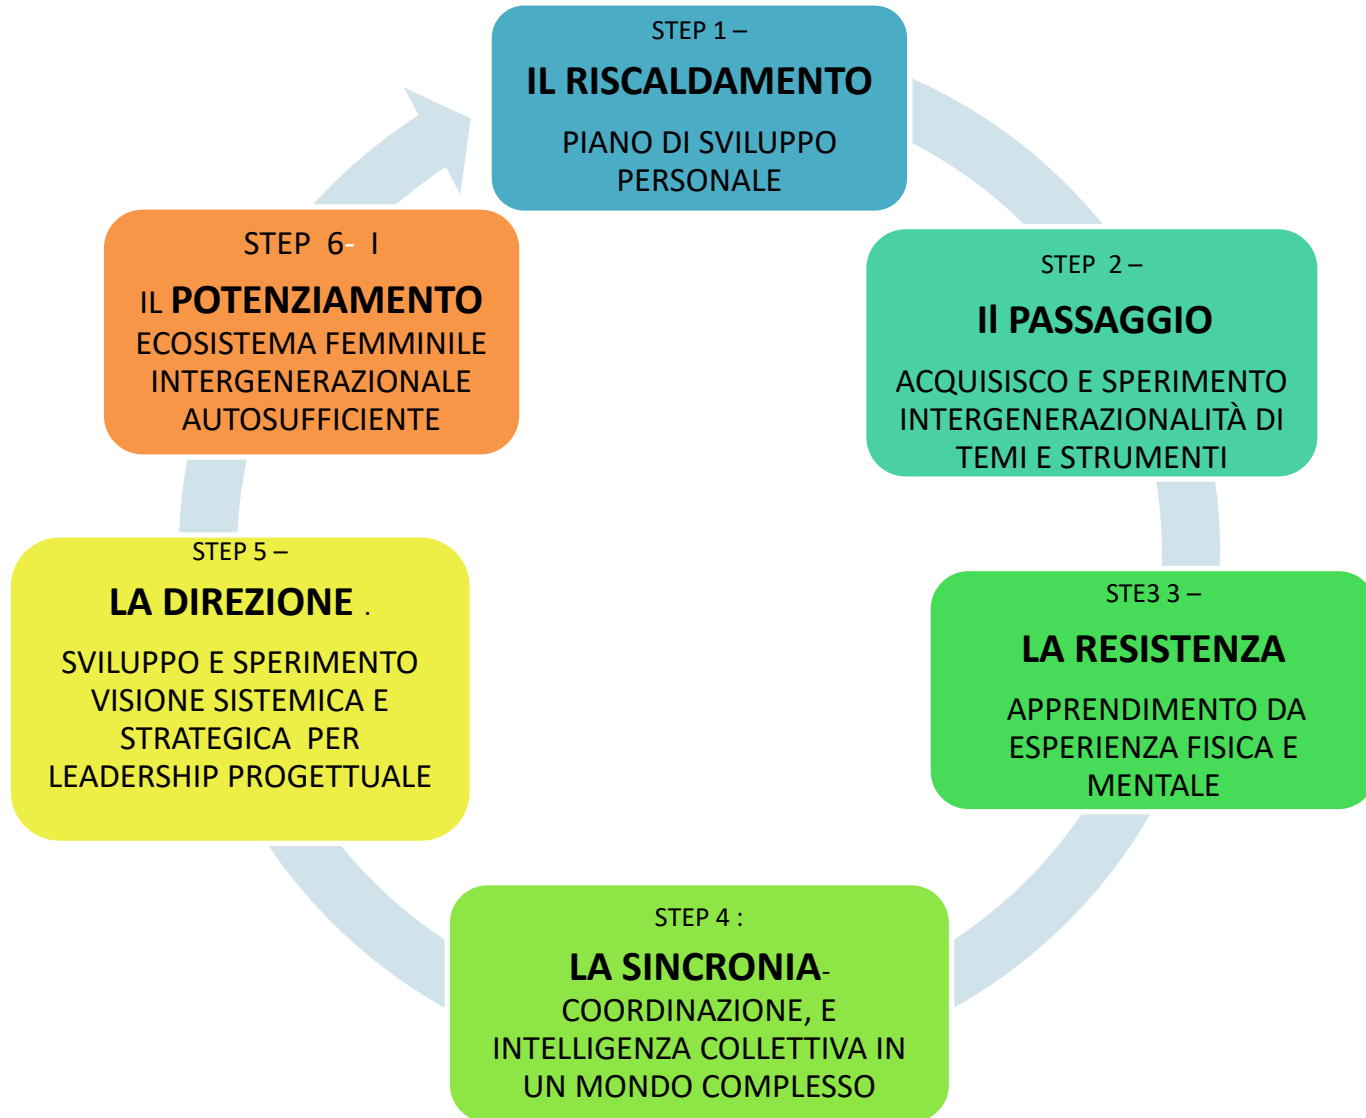 STEP 1 –
IL RISCALDAMENTO
PIANO DI SVILUPPO
PERSONALE
STEP 2 –
Il PASSAGGIO
ACQUISISCO E SPERIMENTO
INTERGENERAZIONALITÀ DI
TEMI E STRUMENTI
STE3 3 –
LA RESISTENZA
APPRENDIMENTO DA
ESPERIENZA FISICA E
MENTALE
STEP 4 :
LA SINCRONIA-
COORDINAZIONE, E
INTELLIGENZA COLLETTIVA IN
UN MONDO COMPLESSO
STEP 5 –
LA DIREZIONE .
SVILUPPO E SPERIMENTO
VISIONE SISTEMICA E
STRATEGICA PER
LEADERSHIP PROGETTUALE
STEP 6- I
IL POTENZIAMENTO
ECOSISTEMA FEMMINILE
INTERGENERAZIONALE
AUTOSUFFICIENTE